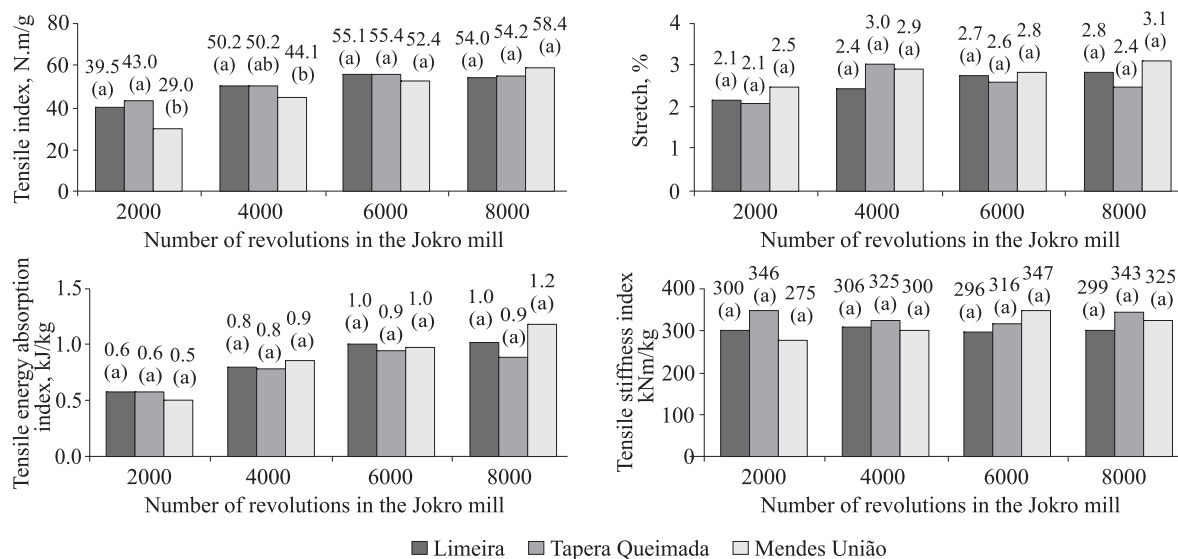 Tensile index, N.m/g
80
60
40
20
0
39.5 43.0 29.0
(a) (a) (b)
50.2 50.2 44.1
(a) (ab) (b)
55.1 55.4 52.4
(a) (a) (a)
54.0 54.2 58.4
(a) (a) (a)
2000 4000 6000 8000
Number of revolutions in the Jokro mill
Stretch, %
4
3
2
1
0
2.1 2.1 2.5
(a) (a) (a)
2.4 3.0 2.9
(a) (a) (a)
2.7 2.6 2.8
(a) (a) (a)
2.8 2.4 3.1
(a) (a) (a)
2000 4000 6000 8000
Number of revolutions in the Jokro mill
Tensile energy absorption
index, kJ/kg
1.5
1.0
0.5
0.0
0.6 0.6 0.5
(a) (a) (a)
0.8 0.8 0.9
(a) (a) (a)
1.0 0.9 1.0
(a) (a) (a)
1.0 0.9 1.2
(a) (a) (a)
2000 4000 6000 8000
Number of revolutions in the Jokro mill
Tensile stiffness index
kNm/kg
400
300
200
100
0
300 346 275
(a) (a) (a)
306 325 300
(a) (a) (a)
296 316 347
(a) (a) (a)
299 343 325
(a) (a) (a)
2000 4000 6000 8000
Number of revolutions in the Jokro mill
Limeira Tapera Queimada Mendes União